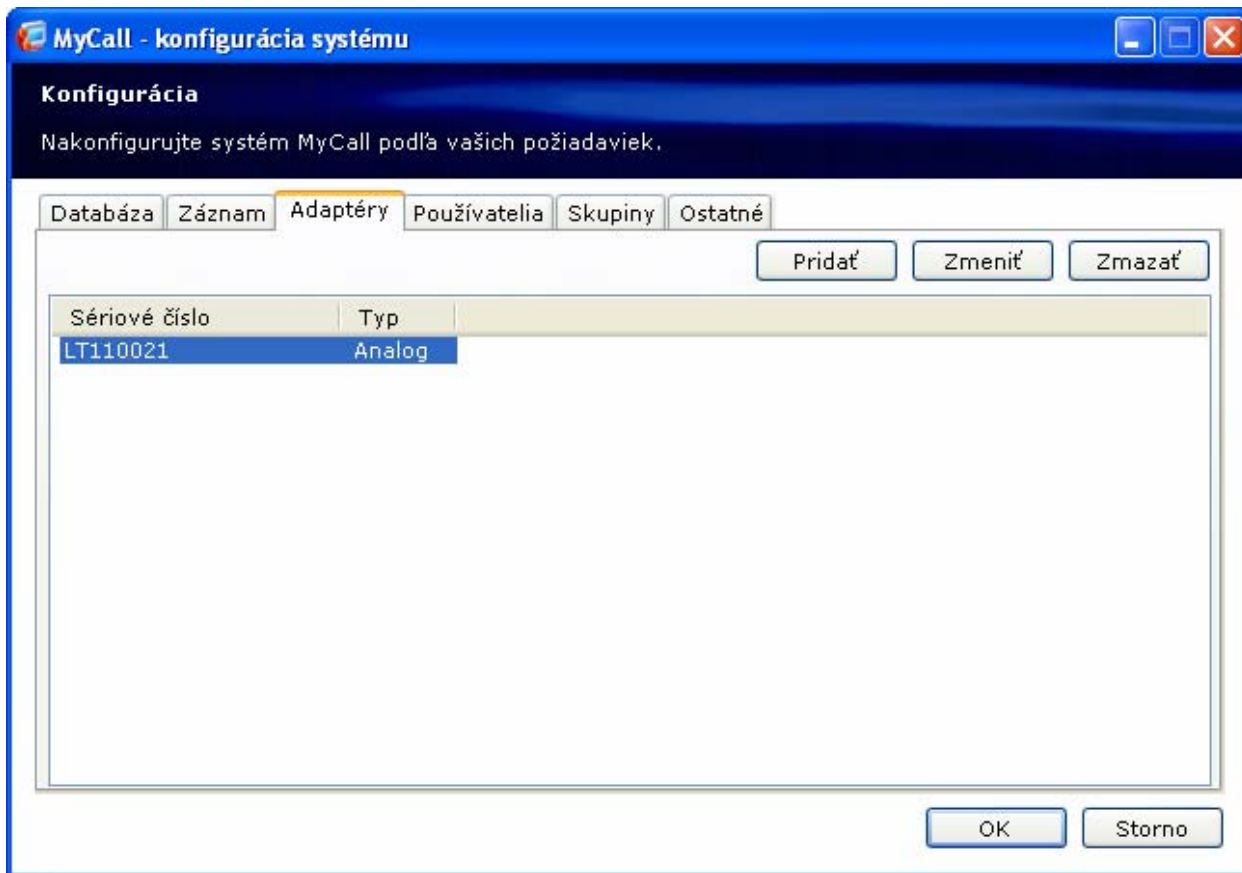 MyCall - konfigurácia systému
Konfigurácia
Nakonfigurujte systém MyCall podľa vašich požiadaviek.
Databáza Záznam Adaptéry Používatelia Skupiny Ostatné
Pridať Zmeniť Zmazať
Sériové číslo Typ
LT110021 Analog
OK Storno